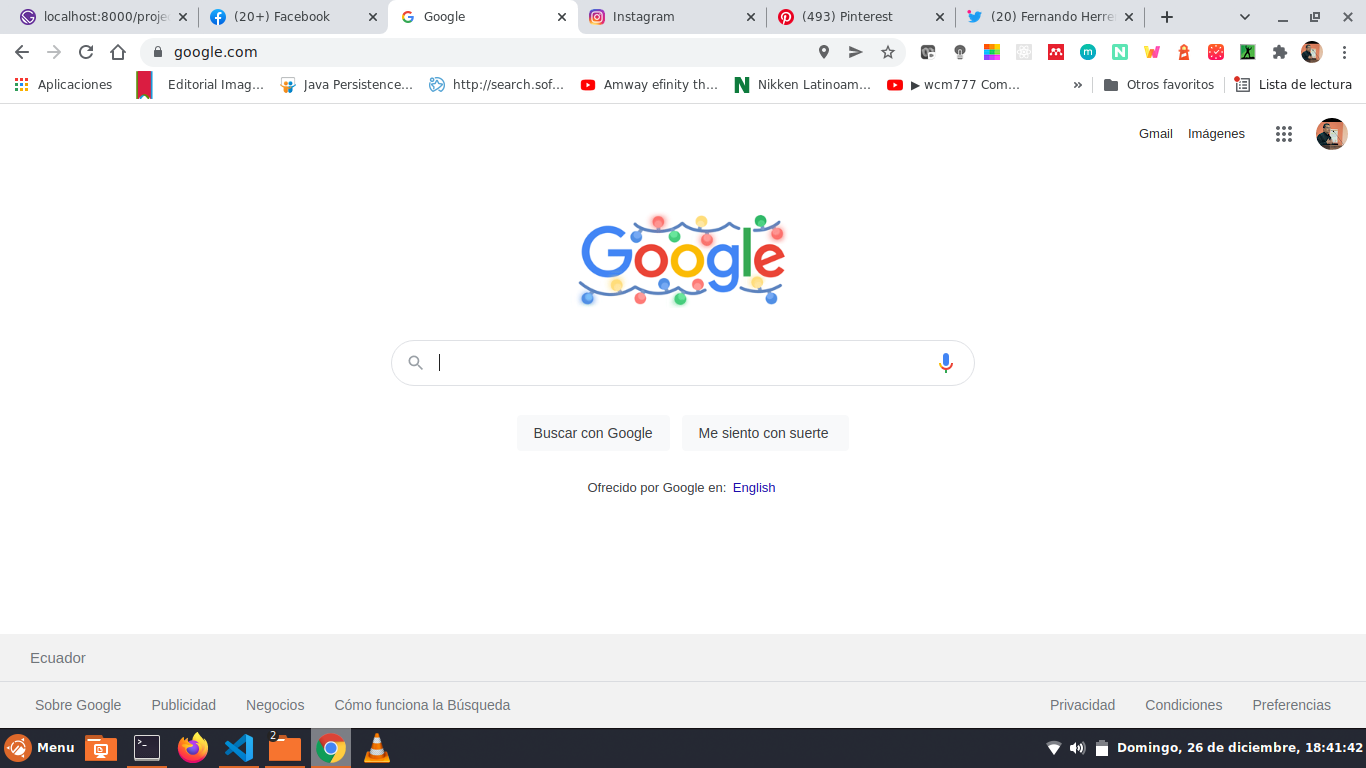 localhost:8000/proje
(20+) Facebook
Google
Instagram
(493) Pinterest
(20) Fernando Herre
google.com
Aplicaciones
Editorial Imag...
Java Persistence...
http://search.sof...
Amway efinity th...
Nikken Latinoam...
▶ wcm777 Com...
»
Otros favoritos
Lista de lectura
Gmail
Imágenes
Google
Buscar con Google
Me siento con suerte
Ofrecido por Google en: English
Ecuador
Sobre Google
Publicidad
Negocios
Cómo funciona la Búsqueda
Privacidad
Condiciones
Preferencias
Menu
2
Domingo, 26 de diciembre, 18:41:42